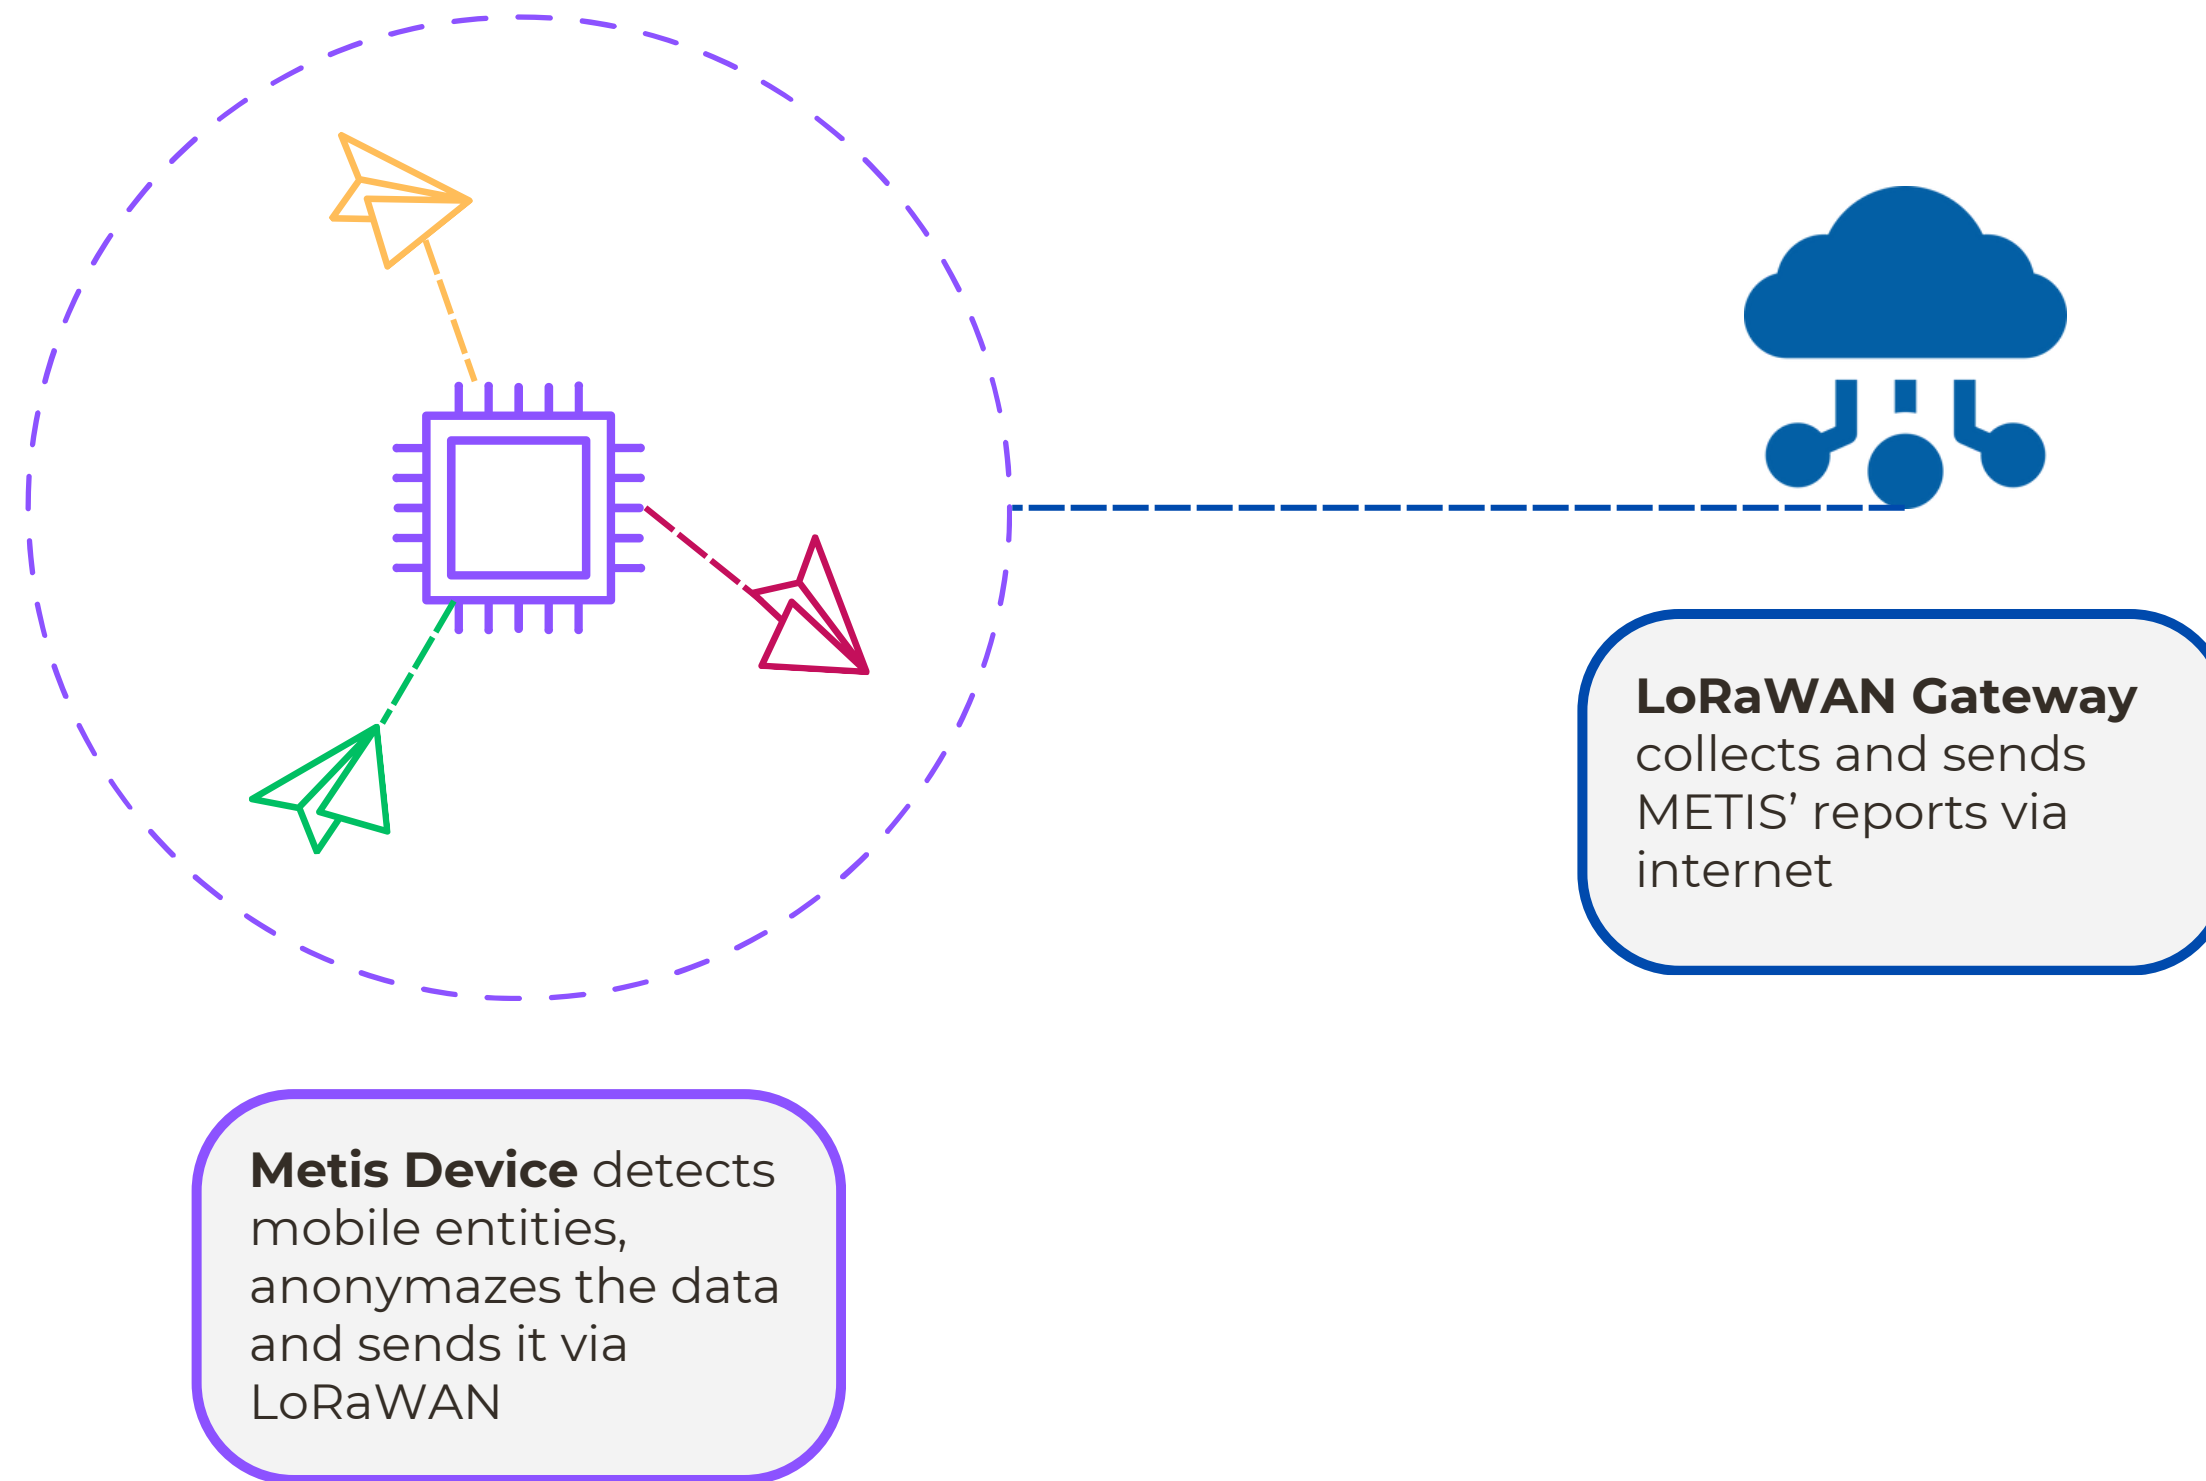 LoRaWAN Gateway
collects and sends
METIS’ reports via
internet
Metis Device detects
mobile entities,
anonymazes the data
and sends it via
LoRaWAN